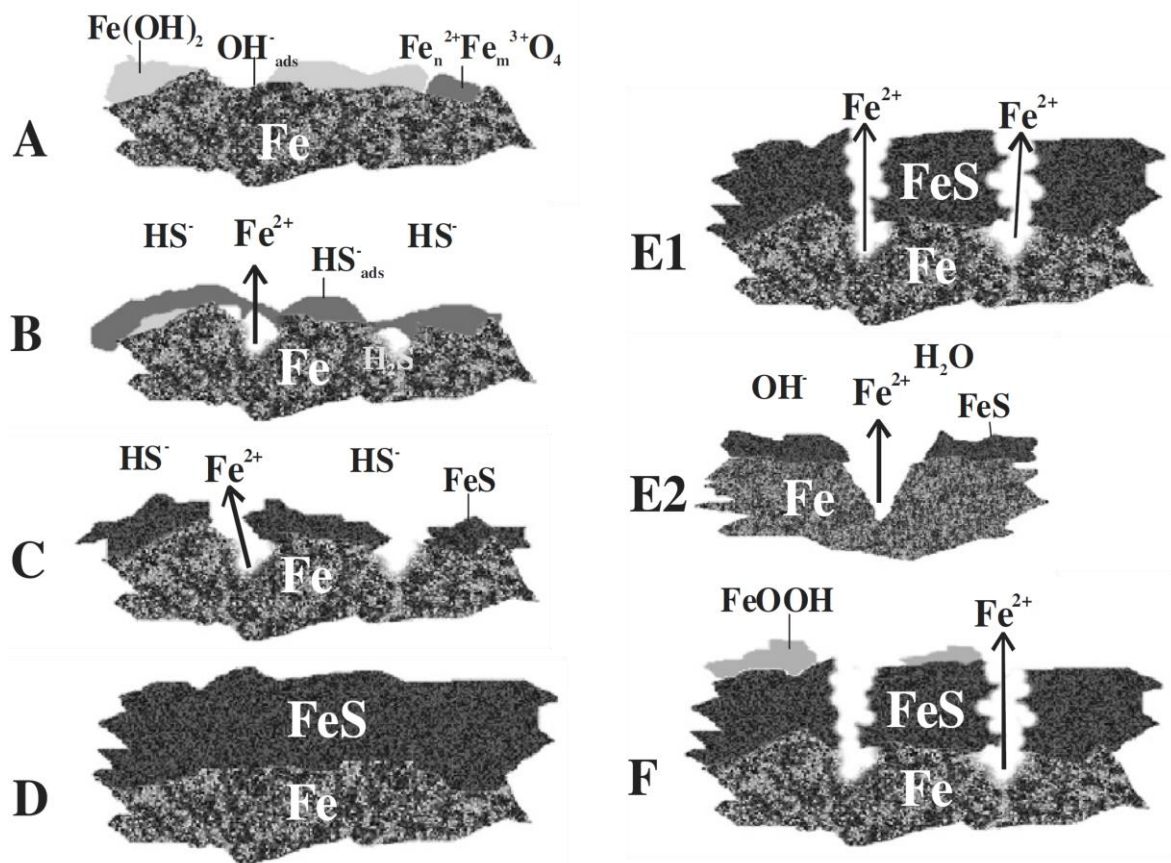 A
Fe(OH)₂
OH⁻ads
Feₙ²⁺Feₘ³⁺O₄
Fe
B
HS⁻
Fe²⁺
HS⁻
HS⁻ads
Fe
H₂S
C
HS⁻
Fe²⁺
HS⁻
FeS
Fe
D
FeS
Fe
E1
Fe²⁺
Fe²⁺
FeS
Fe
E2
OH⁻
Fe²⁺
H₂O
FeS
Fe
F
FeOOH
Fe²⁺
FeS
Fe